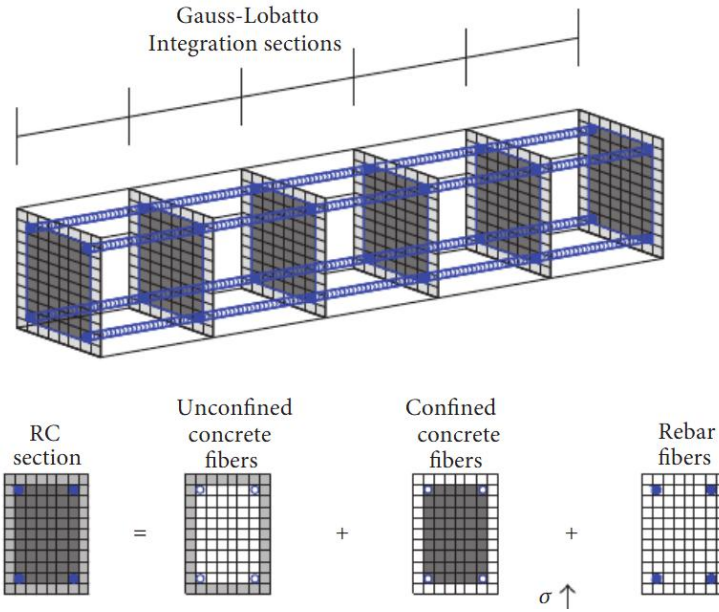 Gauss-Lobatto
Integration sections
RC
section
Unconfined
concrete
fibers
Confined
concrete
fibers
Rebar
fibers
=
+
+
σ